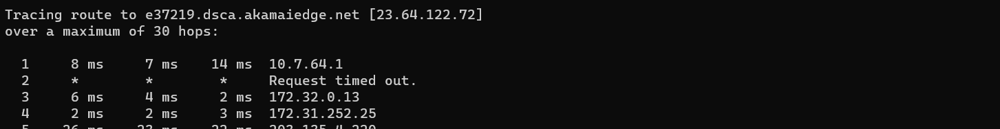 Tracing route to e37219.dsca.akamaiedge.net [23.64.122.72]
over a maximum of 30 hops:
1 8 ms 7 ms 14 ms 10.7.64.1
2 * * * Request timed out.
3 6 ms 4 ms 2 ms 172.32.0.13
4 2 ms 2 ms 3 ms 172.31.252.25